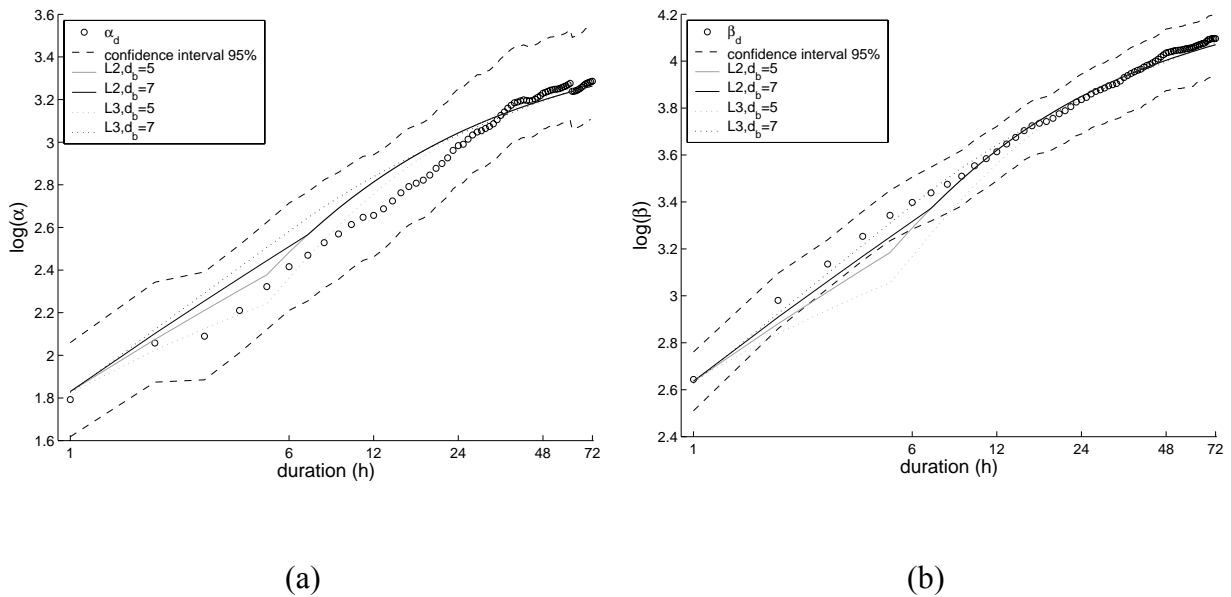 3.6
3.4
3.2
3
2.8
2.6
2.4
2.2
2
1.8
1.6
log(α)
α_d
confidence interval 95%
L2,d_b=5
L2,d_b=7
L3,d_b=5
L3,d_b=7
1 6 12 24 48 72
duration (h)
(a)
4.2
4
3.8
3.6
3.4
3.2
3
2.8
2.6
2.4
log(β)
β_d
confidence interval 95%
L2,d_b=5
L2,d_b=7
L3,d_b=5
L3,d_b=7
1 6 12 24 48 72
duration (h)
(b)